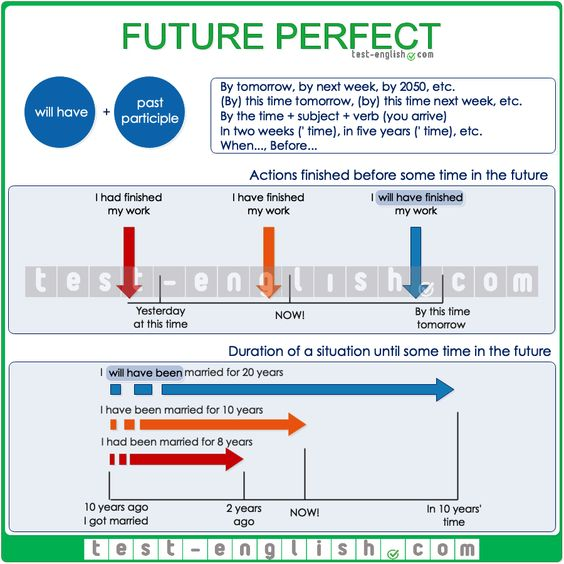 FUTURE PERFECT
test-english.com
will have
+
past
participle
By tomorrow, by next week, by 2050, etc.
(By) this time tomorrow, (by) this time next week, etc.
By the time + subject + verb (you arrive)
In two weeks (' time), in five years (' time), etc.
When..., Before...
Actions finished before some time in the future
I had finished
my work
I have finished
my work
I will have finished
my work
test-english.com
Yesterday
at this time
NOW!
By this time
tomorrow
Duration of a situation until some time in the future
I will have been married for 20 years
I have been married for 10 years
I had been married for 8 years
10 years ago
I got married
2 years
ago
NOW!
In 10 years'
time
test-english.com